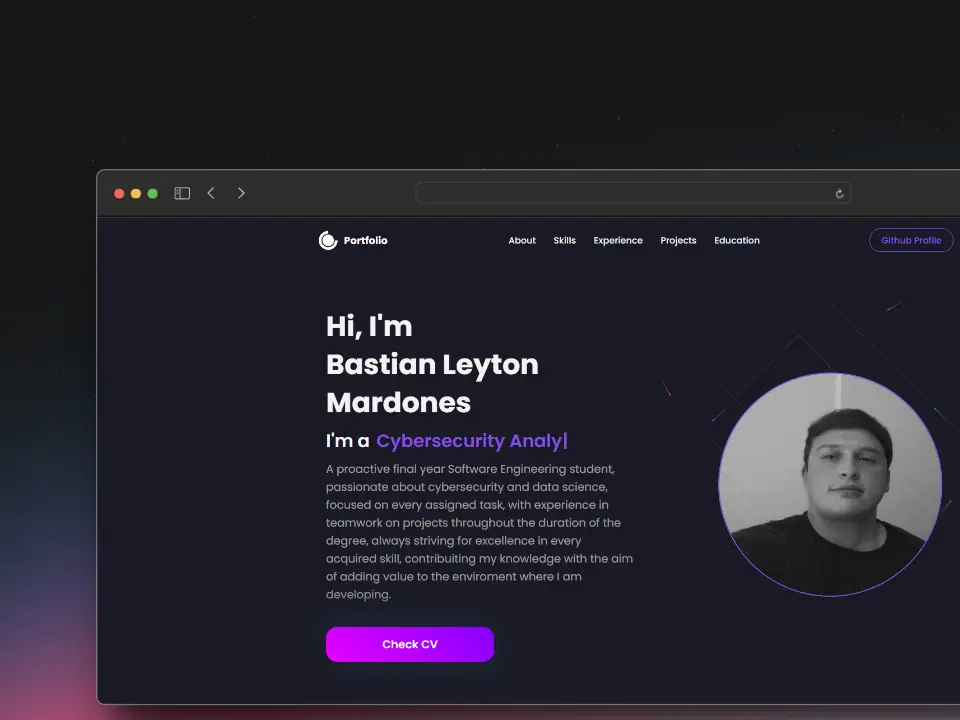 Portfolio
About Skills Experience Projects Education
Github Profile
Hi, I'm
Bastian Leyton
Mardones
I'm a Cybersecurity Analy|
A proactive final year Software Engineering student,
passionate about cybersecurity and data science,
focused on every assigned task, with experience in
teamwork on projects throughout the duration of the
degree, always striving for excellence in every
acquired skill, contribuiting my knowledge with the aim
of adding value to the enviroment where I am
developing.
Check CV